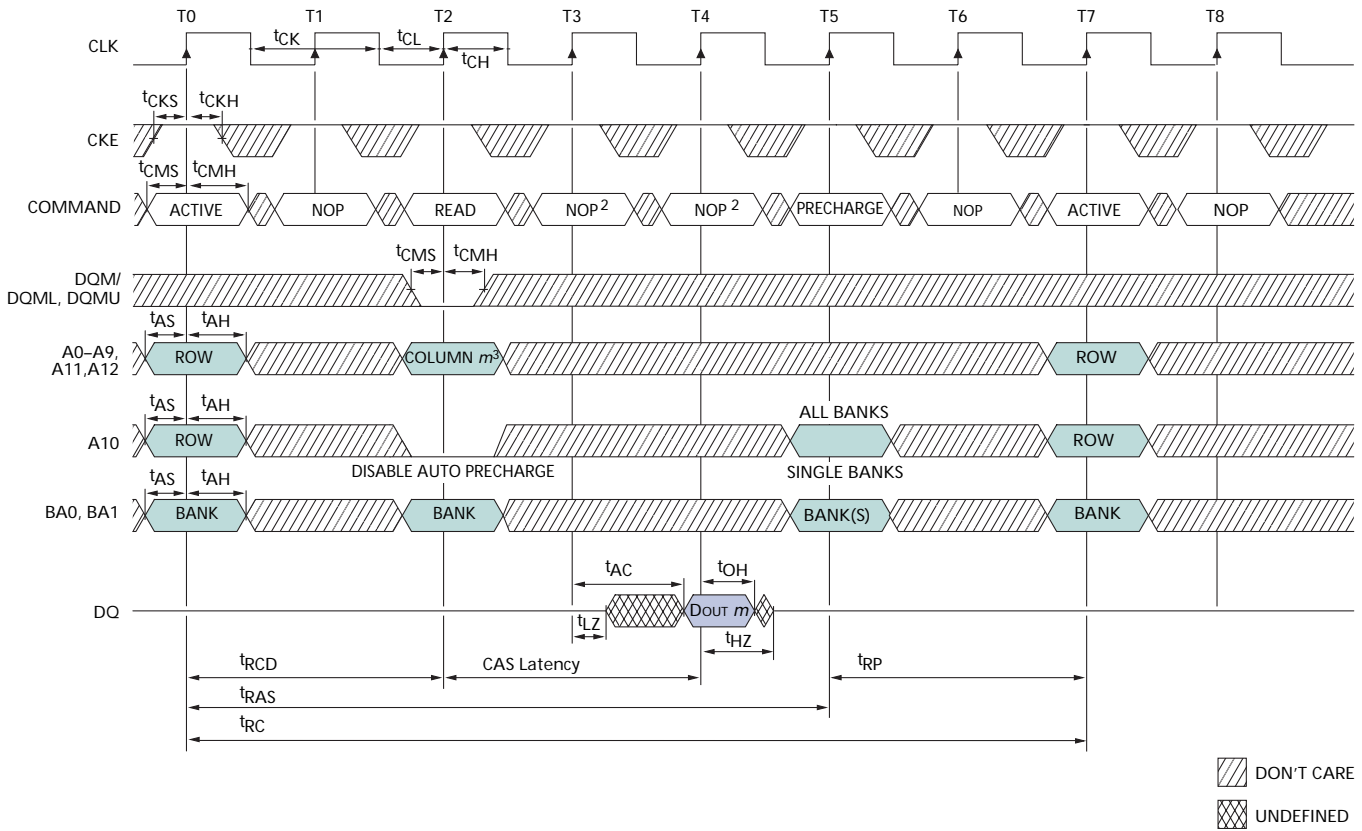 T0 T1 T2 T3 T4 T5 T6 T7 T8
CLK
tCK tCL
tCH
tCKS tCKH
CKE
tCMS tCMH
COMMAND ACTIVE NOP READ NOP 2 NOP 2 PRECHARGE NOP ACTIVE NOP
tCMS tCMH
DQM/
DQML, DQMU
tAS tAH
A0–A9,
A11,A12
ROW COLUMN m3 ROW
tAS tAH
ALL BANKS
A10 ROW ROW
DISABLE AUTO PRECHARGE SINGLE BANKS
tAS tAH
BA0, BA1 BANK BANK BANK(S) BANK
tAC tOH
DQ DOUT m
tLZ
tHZ
tRCD CAS Latency tRP
tRAS
tRC
DON'T CARE
UNDEFINED